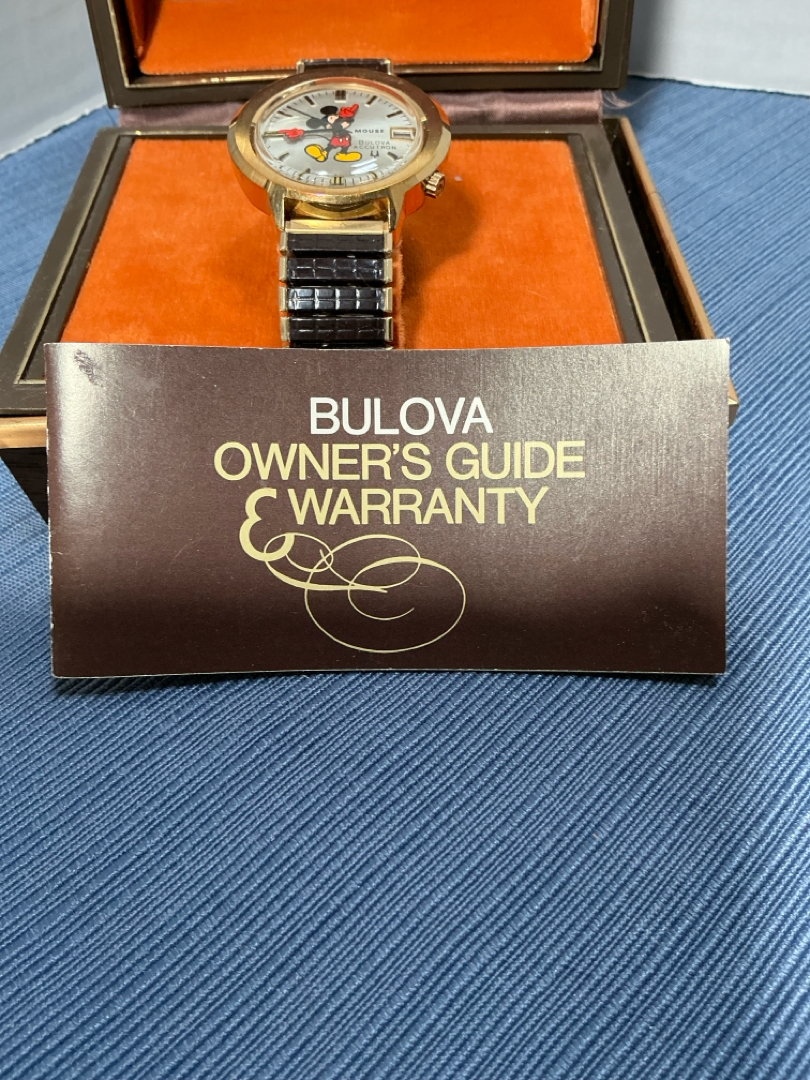 MOUSE
BULOVA
ACCUTRON
BULOVA
OWNER'S GUIDE
& WARRANTY